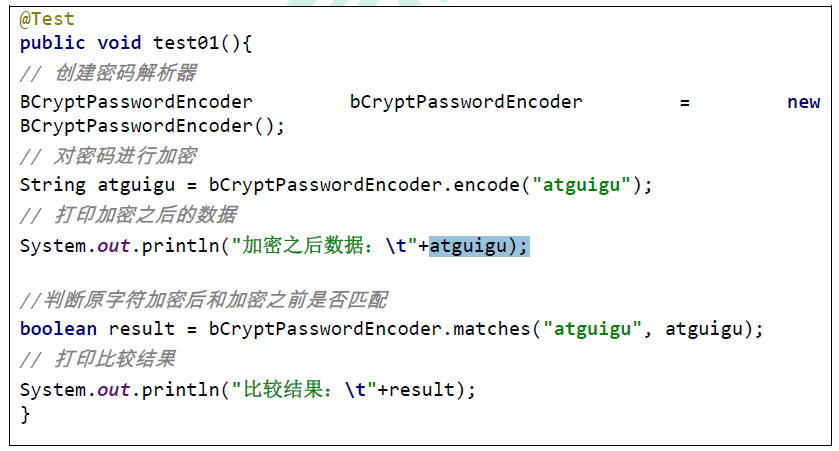 @Test
public void test01(){
// 创建密码解析器
BCryptPasswordEncoder bCryptPasswordEncoder = new
BCryptPasswordEncoder();
// 对密码进行加密
String atguigu = bCryptPasswordEncoder.encode("atguigu");
// 打印加密之后的数据
System.out.println("加密之后数据：\t"+atguigu);
//判断原字符加密后和加密之前是否匹配
boolean result = bCryptPasswordEncoder.matches("atguigu", atguigu);
// 打印比较结果
System.out.println("比较结果：\t"+result);
}